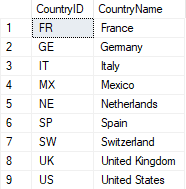 CountryID CountryName
1 FR France
2 GE Germany
3 IT Italy
4 MX Mexico
5 NE Netherlands
6 SP Spain
7 SW Switzerland
8 UK United Kingdom
9 US United States